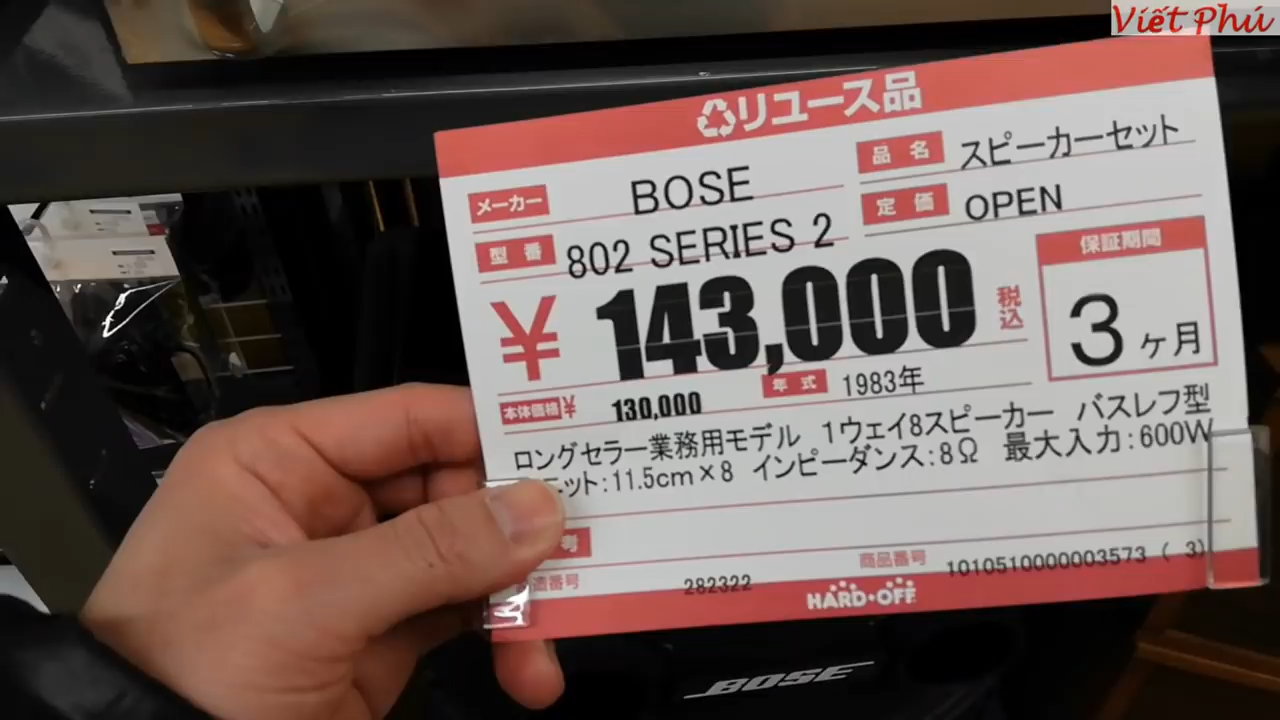 Việt Phú
リユース品
メーカー BOSE
品名 スピーカーセット
型番 802 SERIES 2
定価 OPEN
¥143,000 税込
保証期間
3ヶ月
本体価格¥ 130,000
年式 1983年
ロングセラー業務用モデル 1ウェイ8スピーカー バスレフ型
ニット:11.5cm×8 インピーダンス:8Ω 最大入力:600W
考
造番号 282322
商品番号 1010510000003573 ( 3)
HARD・OFF
BOSE